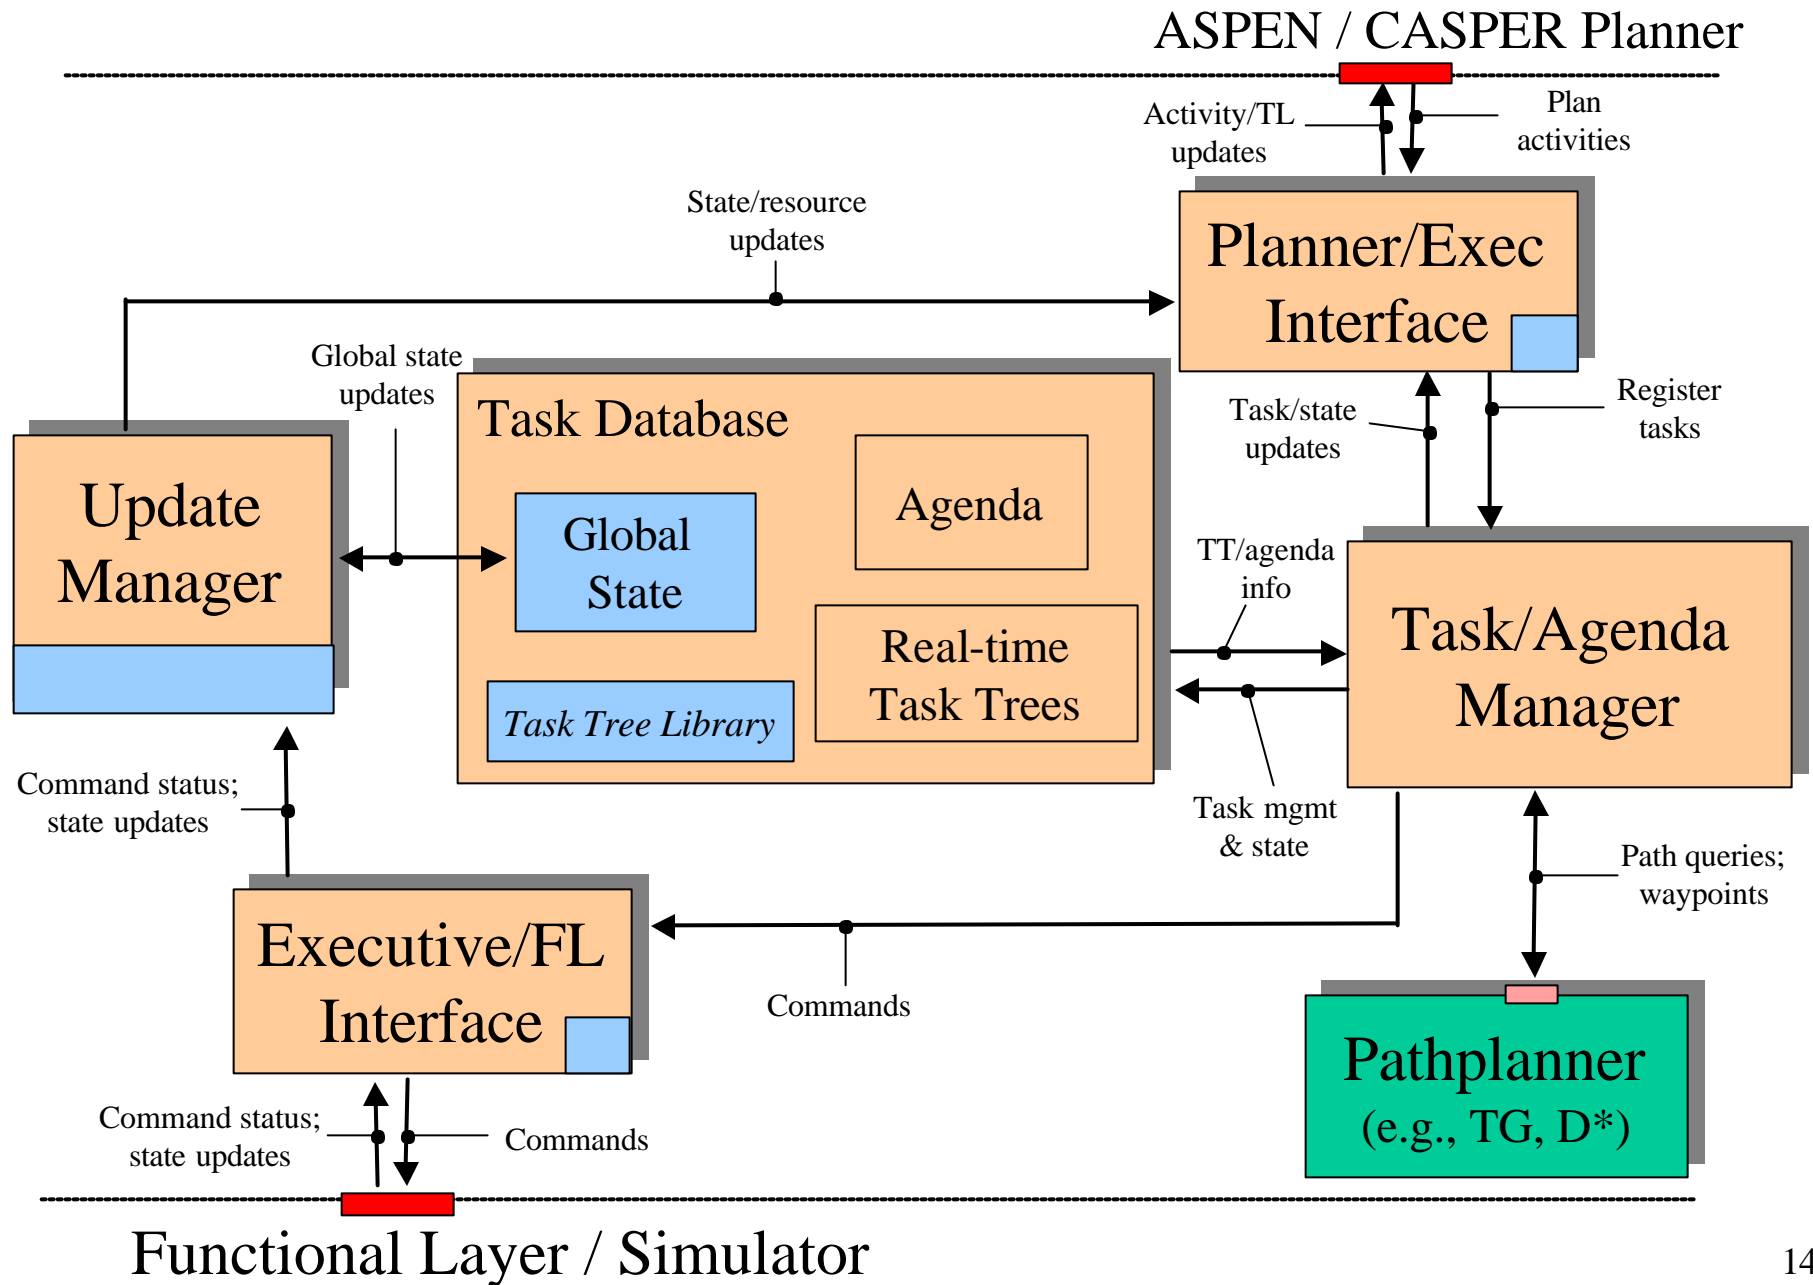 ASPEN / CASPER Planner
Activity/TL
updates
Plan
activities
State/resource
updates
Planner/Exec
Interface
Global state
updates
Task Database
Task/state
updates
Register
tasks
Update
Manager
Global
State
Agenda
TT/agenda
info
Real-time
Task Trees
Task Tree Library
Task/Agenda
Manager
Command status;
state updates
Task mgmt
& state
Path queries;
waypoints
Executive/FL
Interface
Commands
Pathplanner
(e.g., TG, D*)
Command status;
state updates
Commands
Functional Layer / Simulator
14